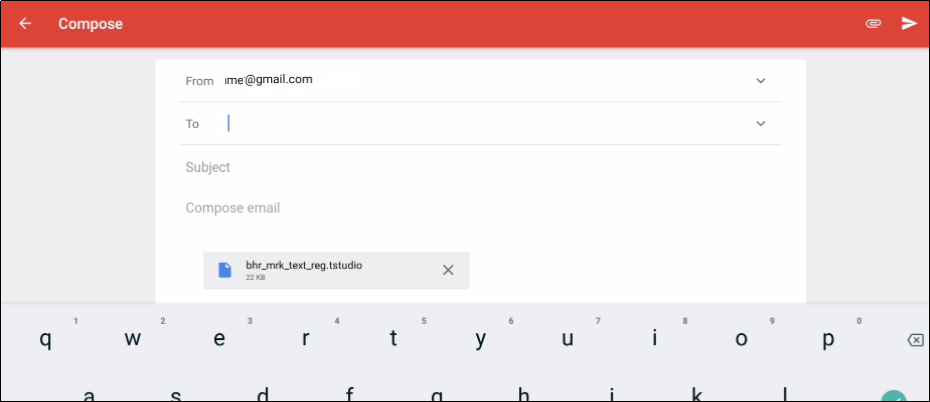 Compose
From ıme'@gmail.com
To
Subject
Compose email
bhr_mrk_text_reg.tstudio
22 KB
1 2 3 4 5 6 7 8 9 0
q w e r t y u i o p
a s d f g h j k l